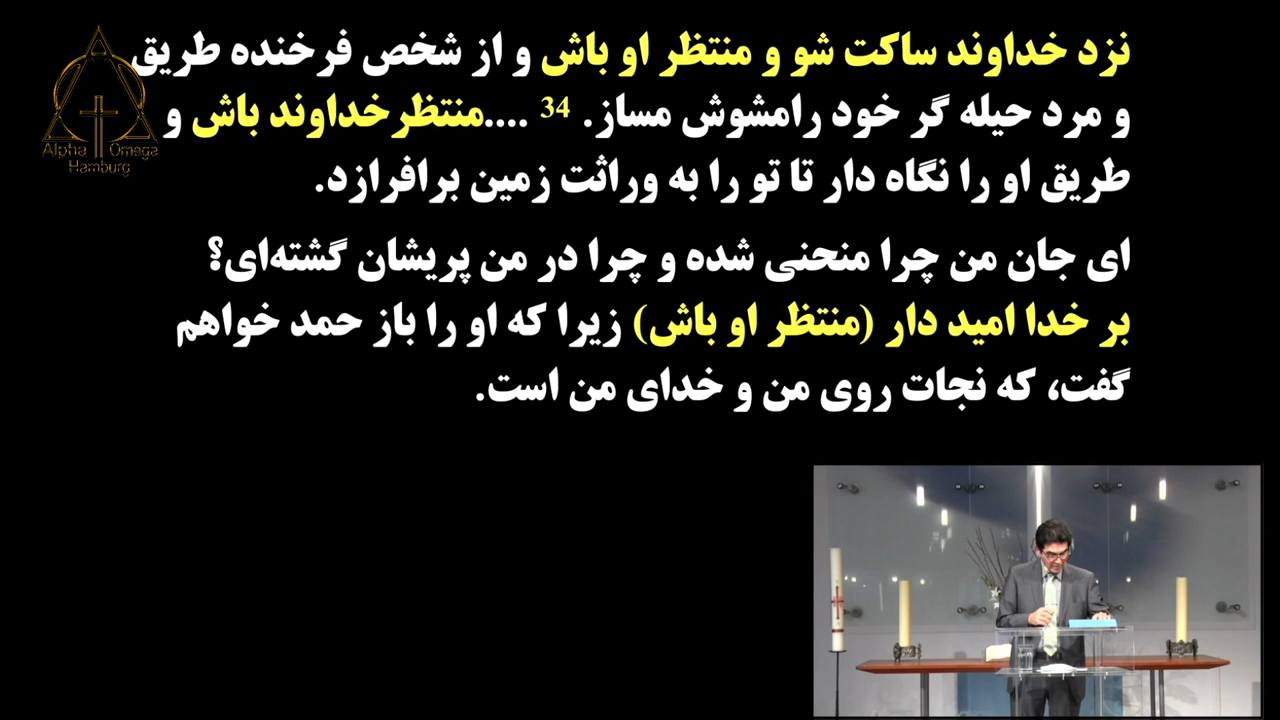 نزد خداوند ساکت شو و منتظر او باش و از شخص فرخنده طریق
و مرد حیله گر خود رامشوش مساز. 34 ....منتظرخداوند باش و
طریق او را نگاه دار تا تو را به وراثت زمین برافرازد.
ای جان من چرا منحنی شده و چرا در من پریشان گشته‌ای؟
بر خدا امید دار (منتظر او باش) زیرا که او را باز حمد خواهم
گفت، که نجات روی من و خدای من است.
Alpha Omega
Hamburg